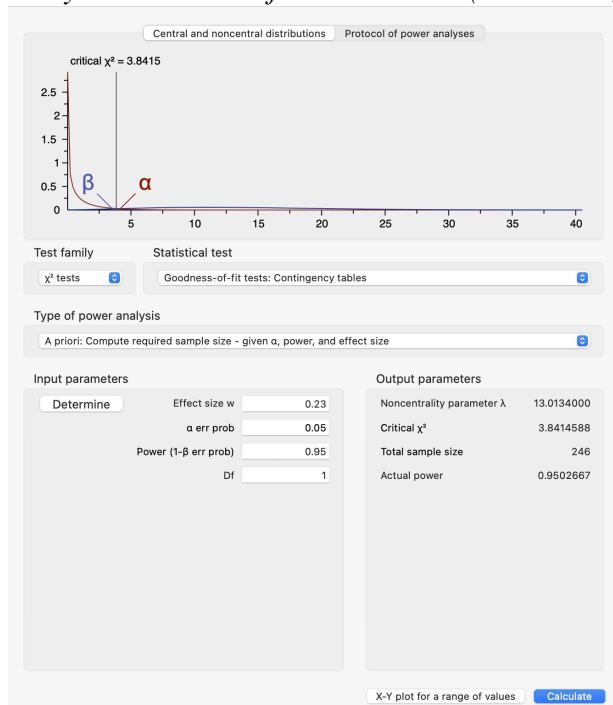 Central and noncentral distributions Protocol of power analyses
critical χ² = 3.8415
2.5
2
1.5
1
0.5
0
β α
5 10 15 20 25 30 35 40
Test family Statistical test
χ² tests Goodness-of-fit tests: Contingency tables
Type of power analysis
A priori: Compute required sample size - given α, power, and effect size
Input parameters Output parameters
Determine Effect size w 0.23 Noncentrality parameter λ 13.0134000
α err prob 0.05 Critical χ² 3.8414588
Power (1-β err prob) 0.95 Total sample size 246
Df 1 Actual power 0.9502667
X-Y plot for a range of values Calculate